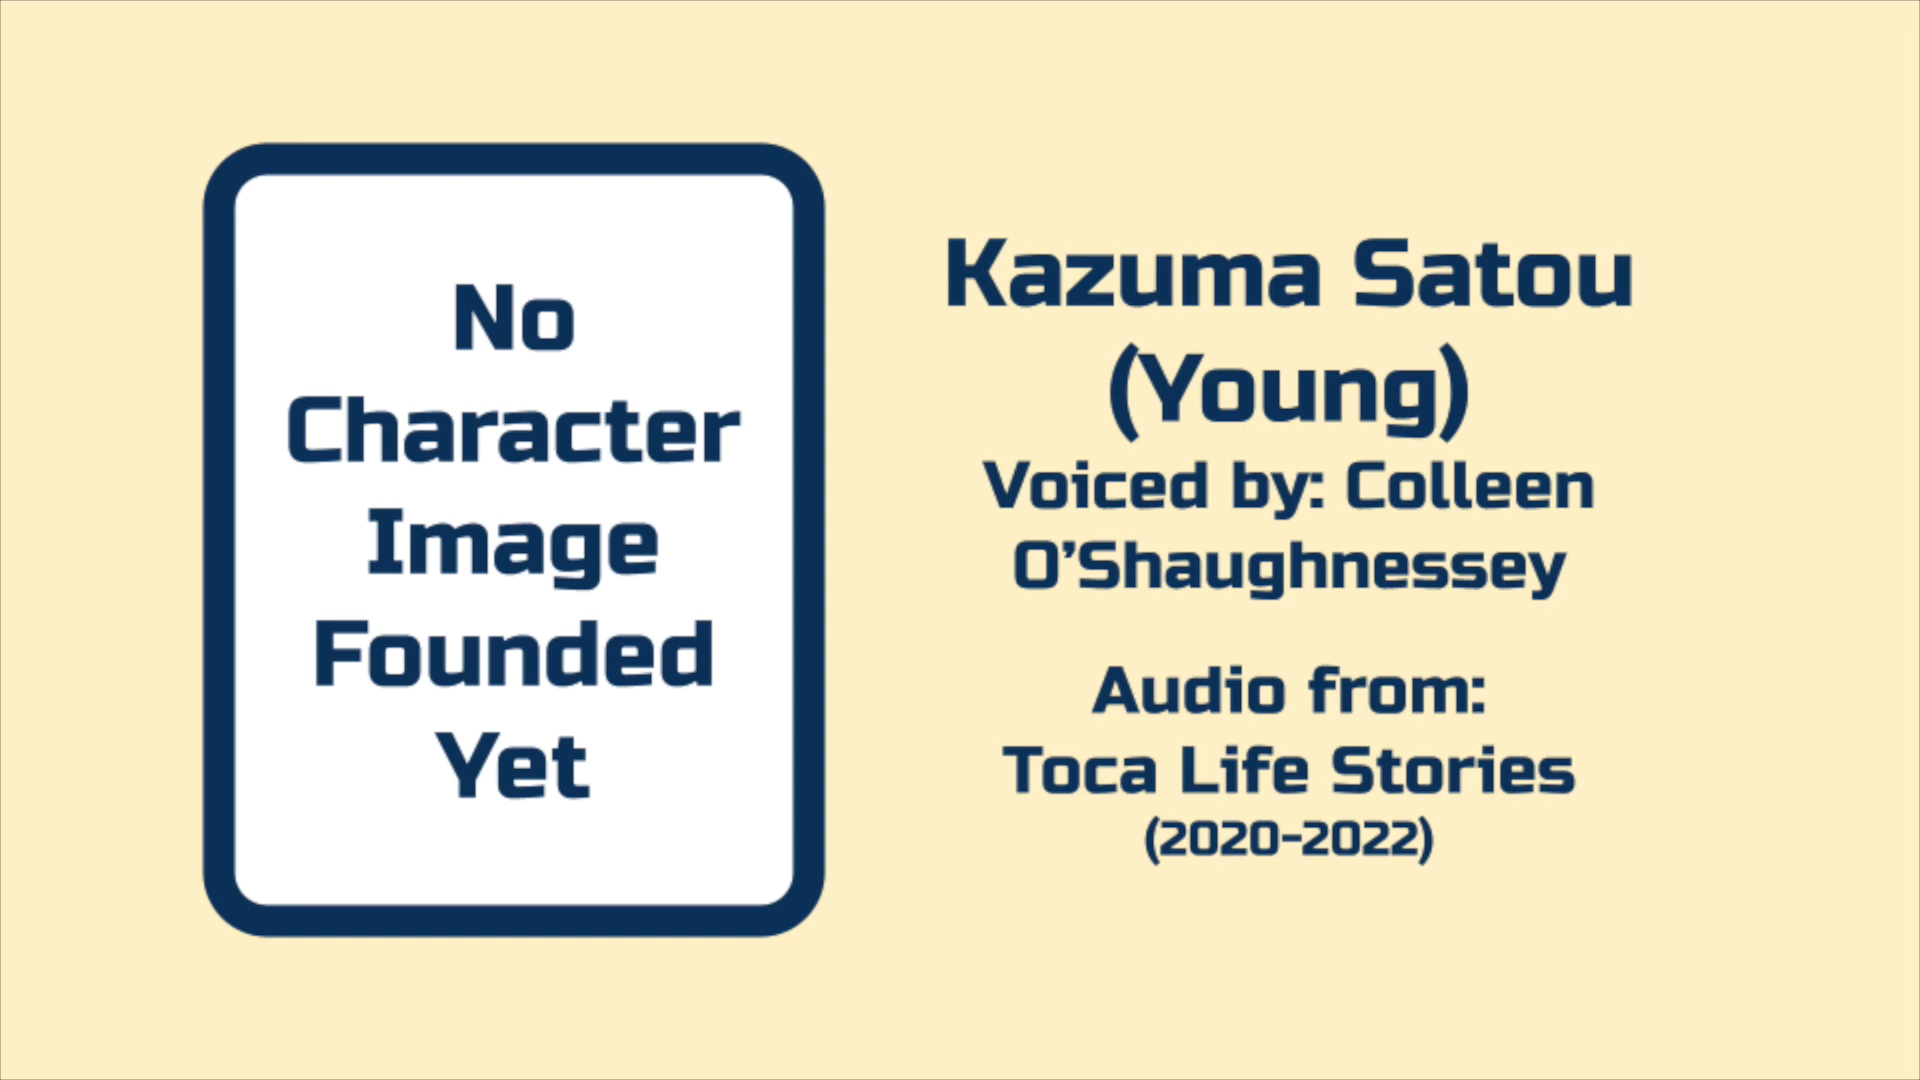 No
Character
Image
Founded
Yet
Kazuma Satou
(Young)
Voiced by: Colleen
O’Shaughnessey
Audio from:
Toca Life Stories
(2020-2022)